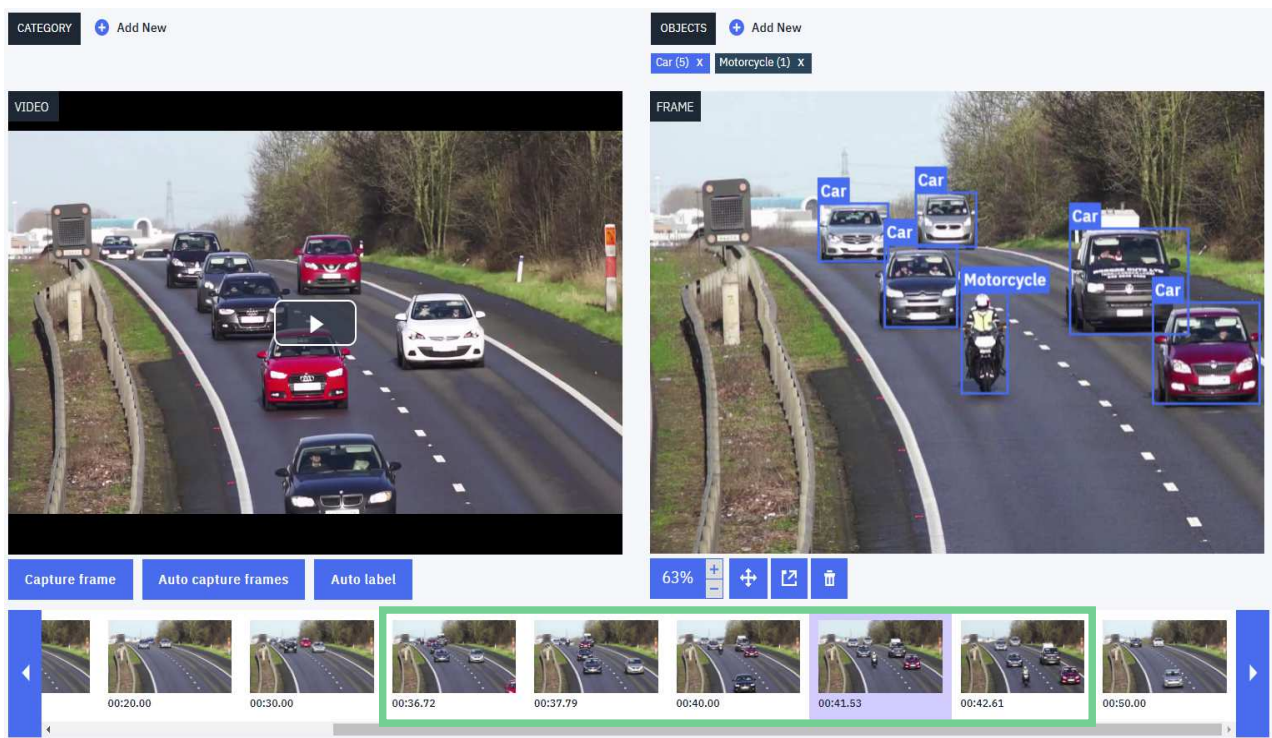 CATEGORY + Add New
OBJECTS + Add New
Car (5) X Motorcycle (1) X
VIDEO
FRAME
Car
Car
Car
Car
Motorcycle
Car
Capture frame
Auto capture frames
Auto label
63% + −
00:20.00
00:30.00
00:36.72
00:37.79
00:40.00
00:41.53
00:42.61
00:50.00